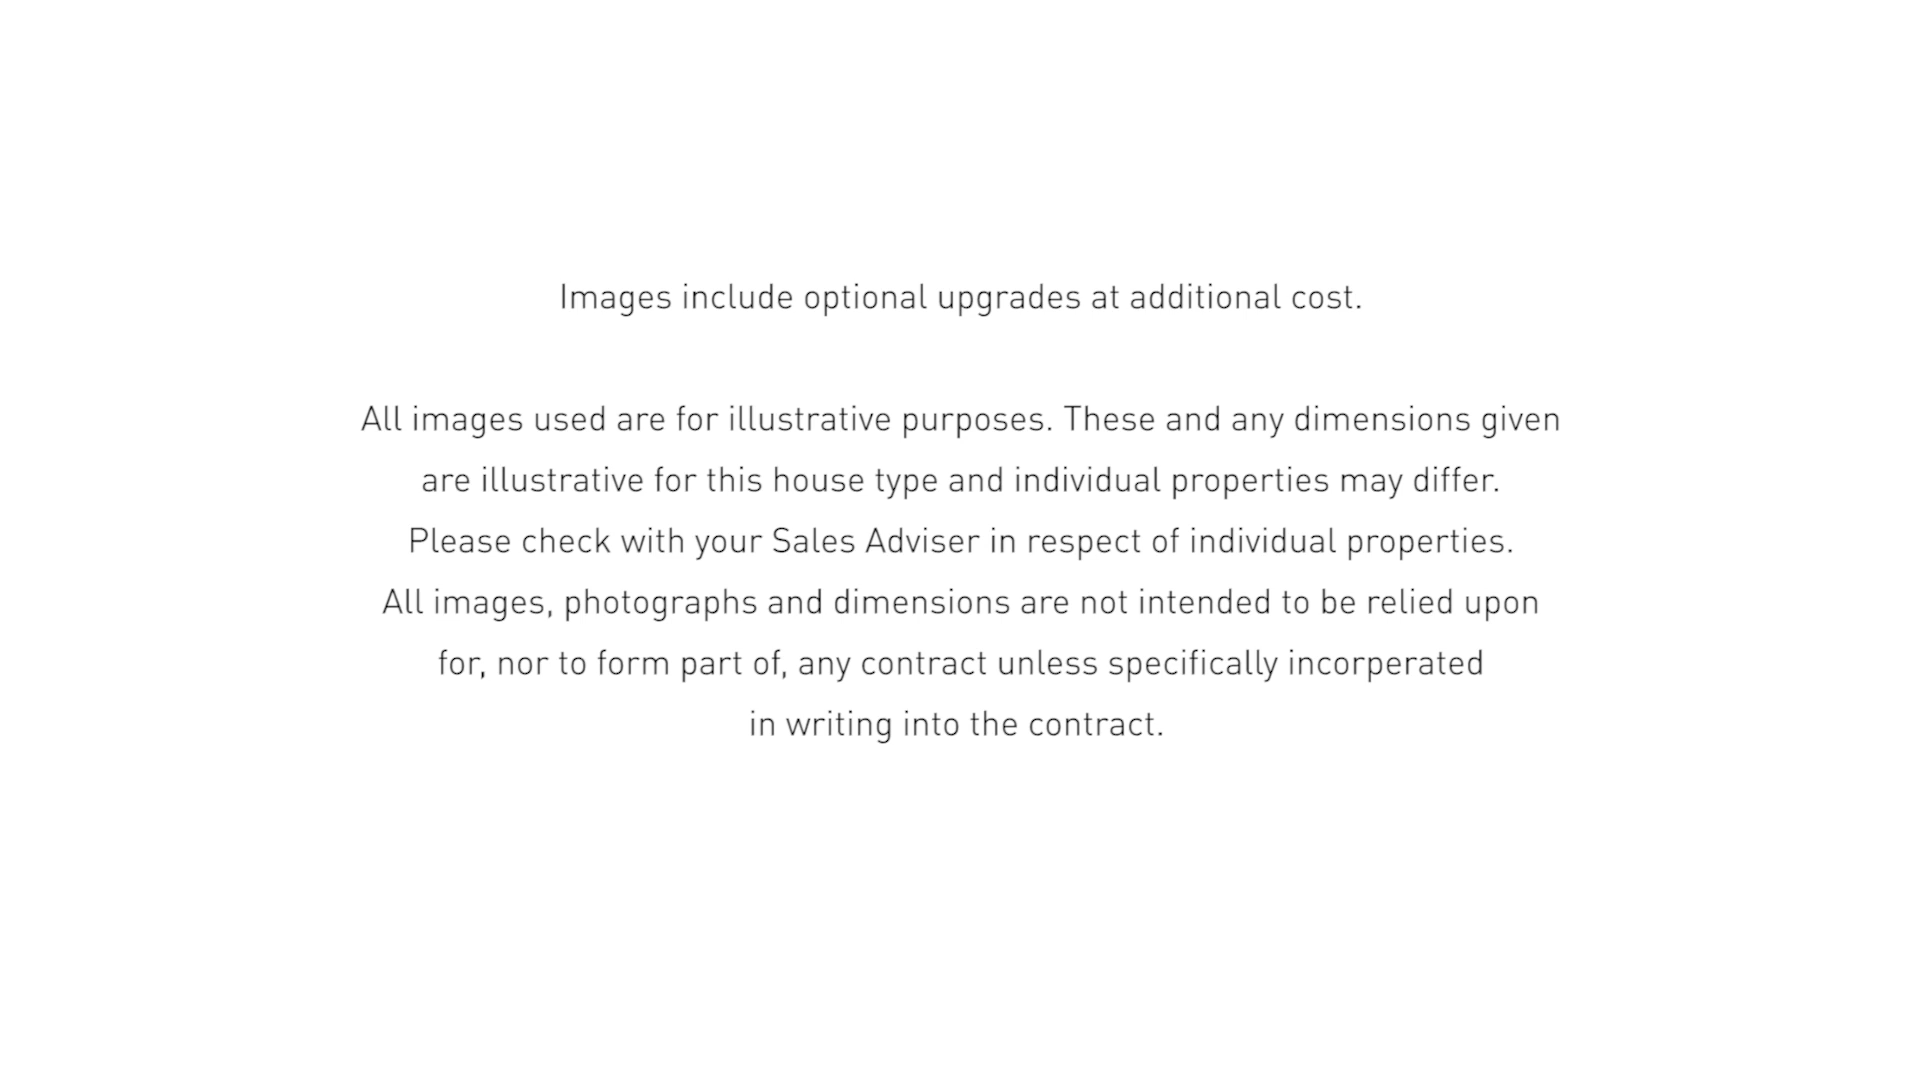 Images include optional upgrades at additional cost.
All images used are for illustrative purposes. These and any dimensions given
are illustrative for this house type and individual properties may differ.
Please check with your Sales Adviser in respect of individual properties.
All images, photographs and dimensions are not intended to be relied upon
for, nor to form part of, any contract unless specifically incorperated
in writing into the contract.